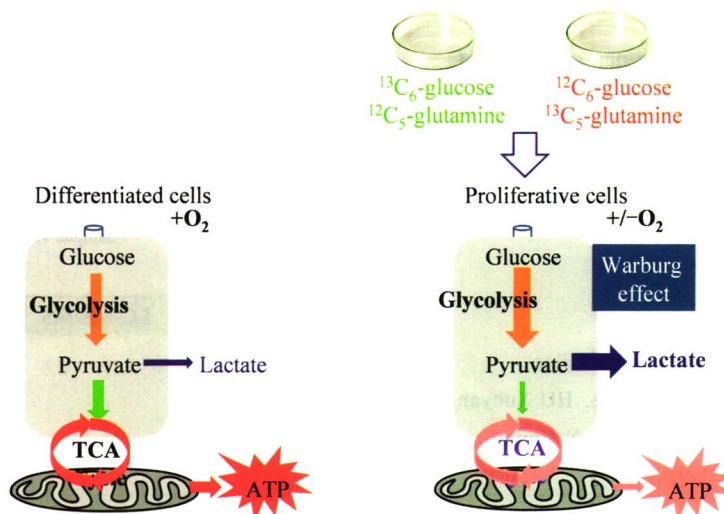 ¹³C₆-glucose
¹²C₅-glutamine
¹²C₆-glucose
¹³C₅-glutamine
Differentiated cells
+O₂
Glucose
Glycolysis
Pyruvate
Lactate
TCA
ATP
Proliferative cells
+/−O₂
Glucose
Warburg
effect
Glycolysis
Pyruvate
Lactate
TCA
ATP